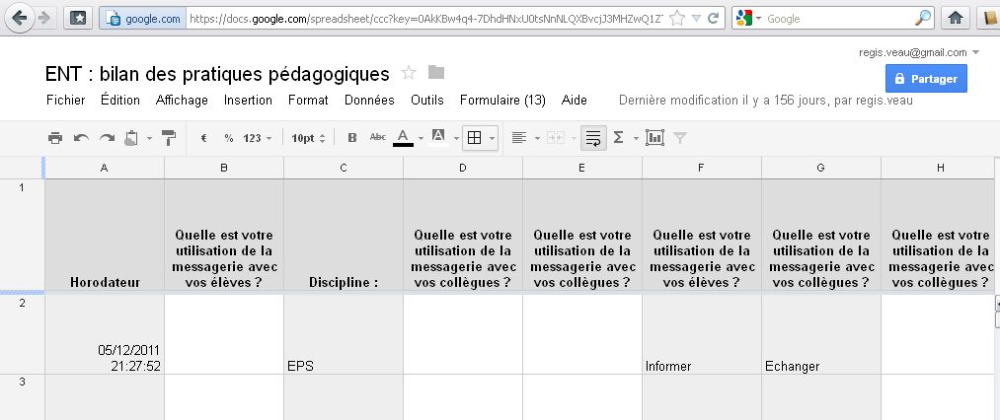 google.com
https://docs.google.com/spreadsheet/ccc?key=0AkKBw4q4-7DhdHNxU0tsNnNLQXBvcjJ3MHZwQ1Z
Google
regis.veau@gmail.com
ENT : bilan des pratiques pédagogiques
Partager
Fichier Édition Affichage Insertion Format Données Outils Formulaire (13) Aide Dernière modification il y a 156 jours, par regis.veau
€ % 123 10pt B Abc A A Σ
A B C D E F G H
1
Quelle est votre Quelle est votre Quelle est votre Quelle est votre Quelle est votre Quelle est votre
utilisation de la utilisation de la utilisation de la utilisation de la utilisation de la utilisation de la
messagerie avec messagerie avec messagerie avec messagerie avec messagerie avec messagerie avec
Horodateur vos élèves ? Discipline : vos collègues ? vos collègues ? vos élèves ? vos collègues ? vos collègues ?
2
05/12/2011
21:27:52 EPS Informer Echanger
3